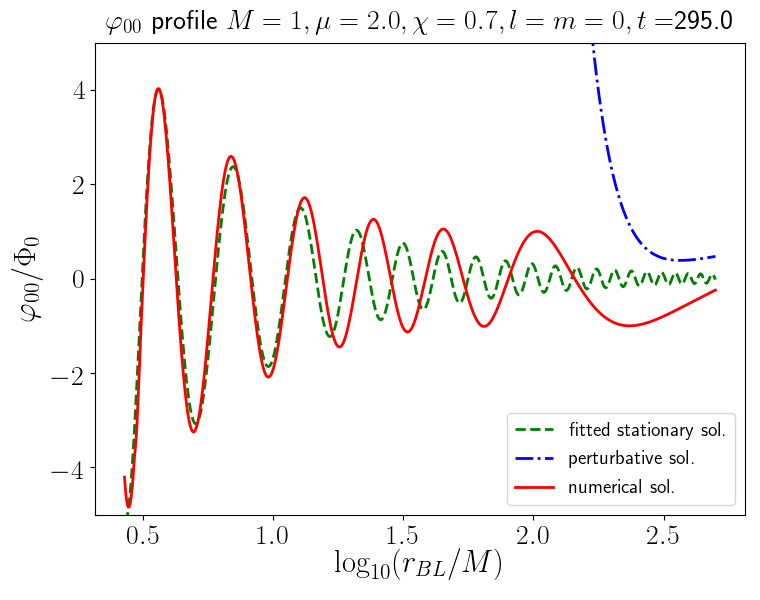 φ₀₀ profile M = 1, μ = 2.0, χ = 0.7, l = m = 0, t =295.0
φ₀₀/Φ₀
4
2
0
−2
−4
fitted stationary sol.
perturbative sol.
numerical sol.
0.5 1.0 1.5 2.0 2.5
log₁₀(r_BL/M)